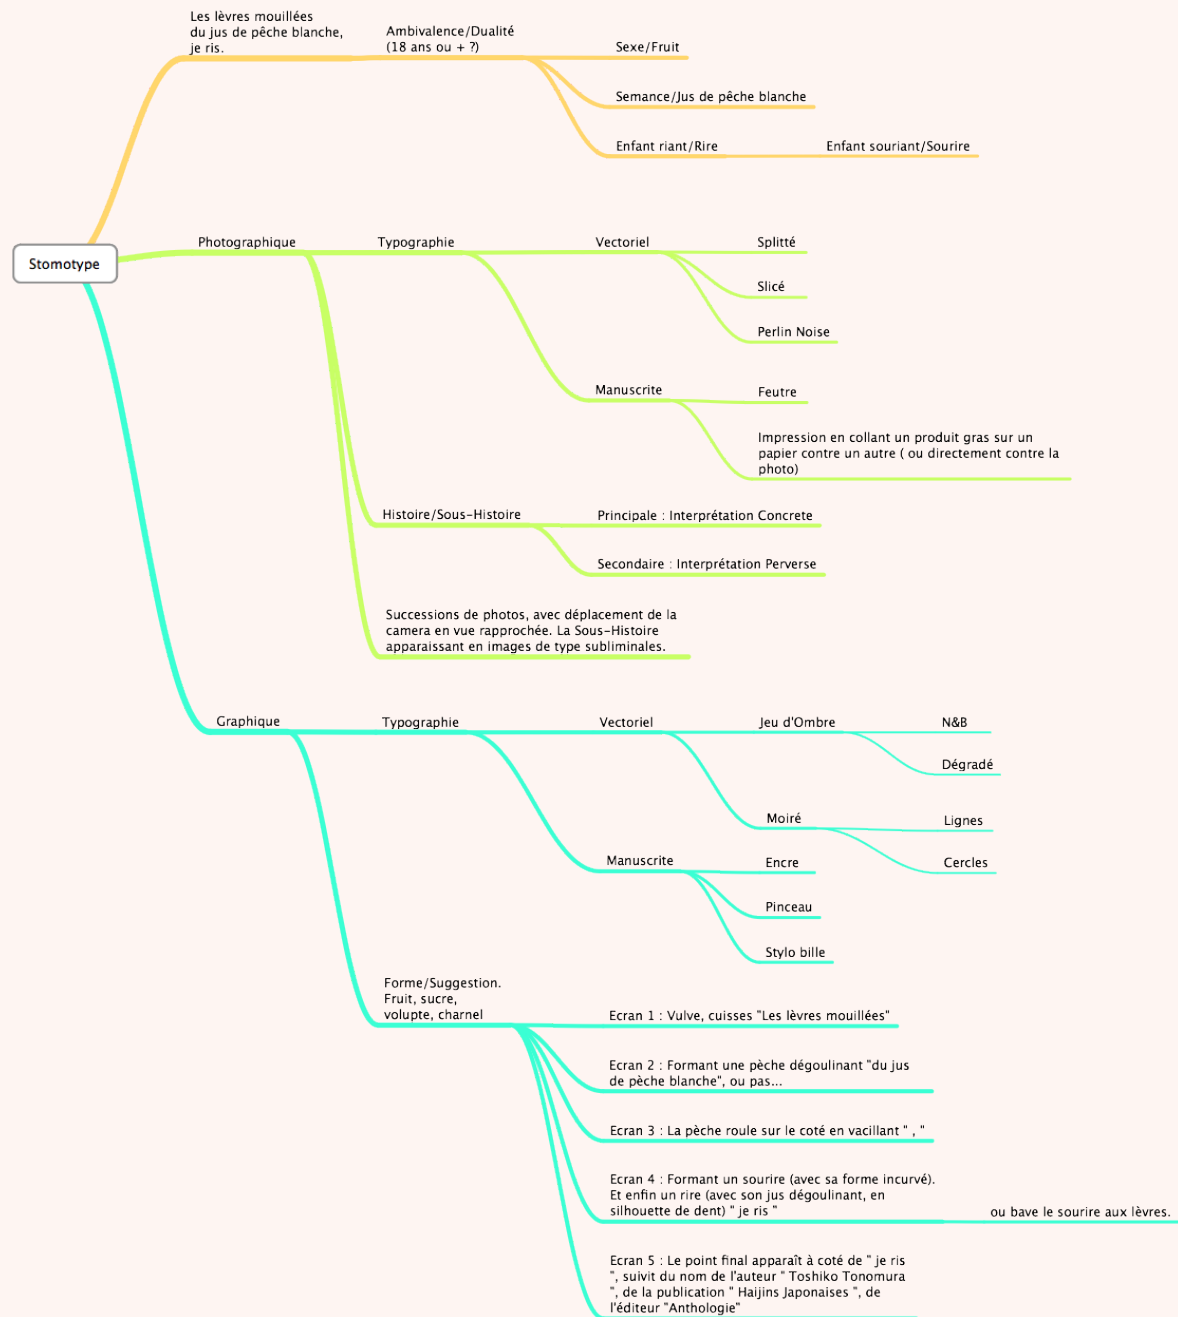 Les lèvres mouillées
du jus de pêche blanche,
je ris.
Ambivalence/Dualité
(18 ans ou + ?)
Sexe/Fruit
Semance/Jus de pêche blanche
Enfant riant/Rire
Enfant souriant/Sourire
Stomotype
Photographique
Typographie
Vectoriel
Splitté
Slicé
Perlin Noise
Manuscrite
Feutre
Impression en collant un produit gras sur un
papier contre un autre ( ou directement contre la
photo)
Histoire/Sous-Histoire
Principale : Interprétation Concrete
Secondaire : Interprétation Perverse
Successions de photos, avec déplacement de la
camera en vue rapprochée. La Sous-Histoire
apparaissant en images de type subliminales.
Graphique
Typographie
Vectoriel
Jeu d'Ombre
N&B
Dégradé
Moiré
Lignes
Cercles
Manuscrite
Encre
Pinceau
Stylo bille
Forme/Suggestion.
Fruit, sucre,
volupte, charnel
Ecran 1 : Vulve, cuisses "Les lèvres mouillées"
Ecran 2 : Formant une pèche dégoulinant "du jus
de pèche blanche", ou pas...
Ecran 3 : La pèche roule sur le coté en vacillant " , "
Ecran 4 : Formant un sourire (avec sa forme incurvé).
Et enfin un rire (avec son jus dégoulinant, en
silhouette de dent) " je ris "
ou bave le sourire aux lèvres.
Ecran 5 : Le point final apparaît à coté de " je ris
", suivit du nom de l'auteur " Toshiko Tonomura
", de la publication " Haijins Japonaises ", de
l'éditeur "Anthologie"